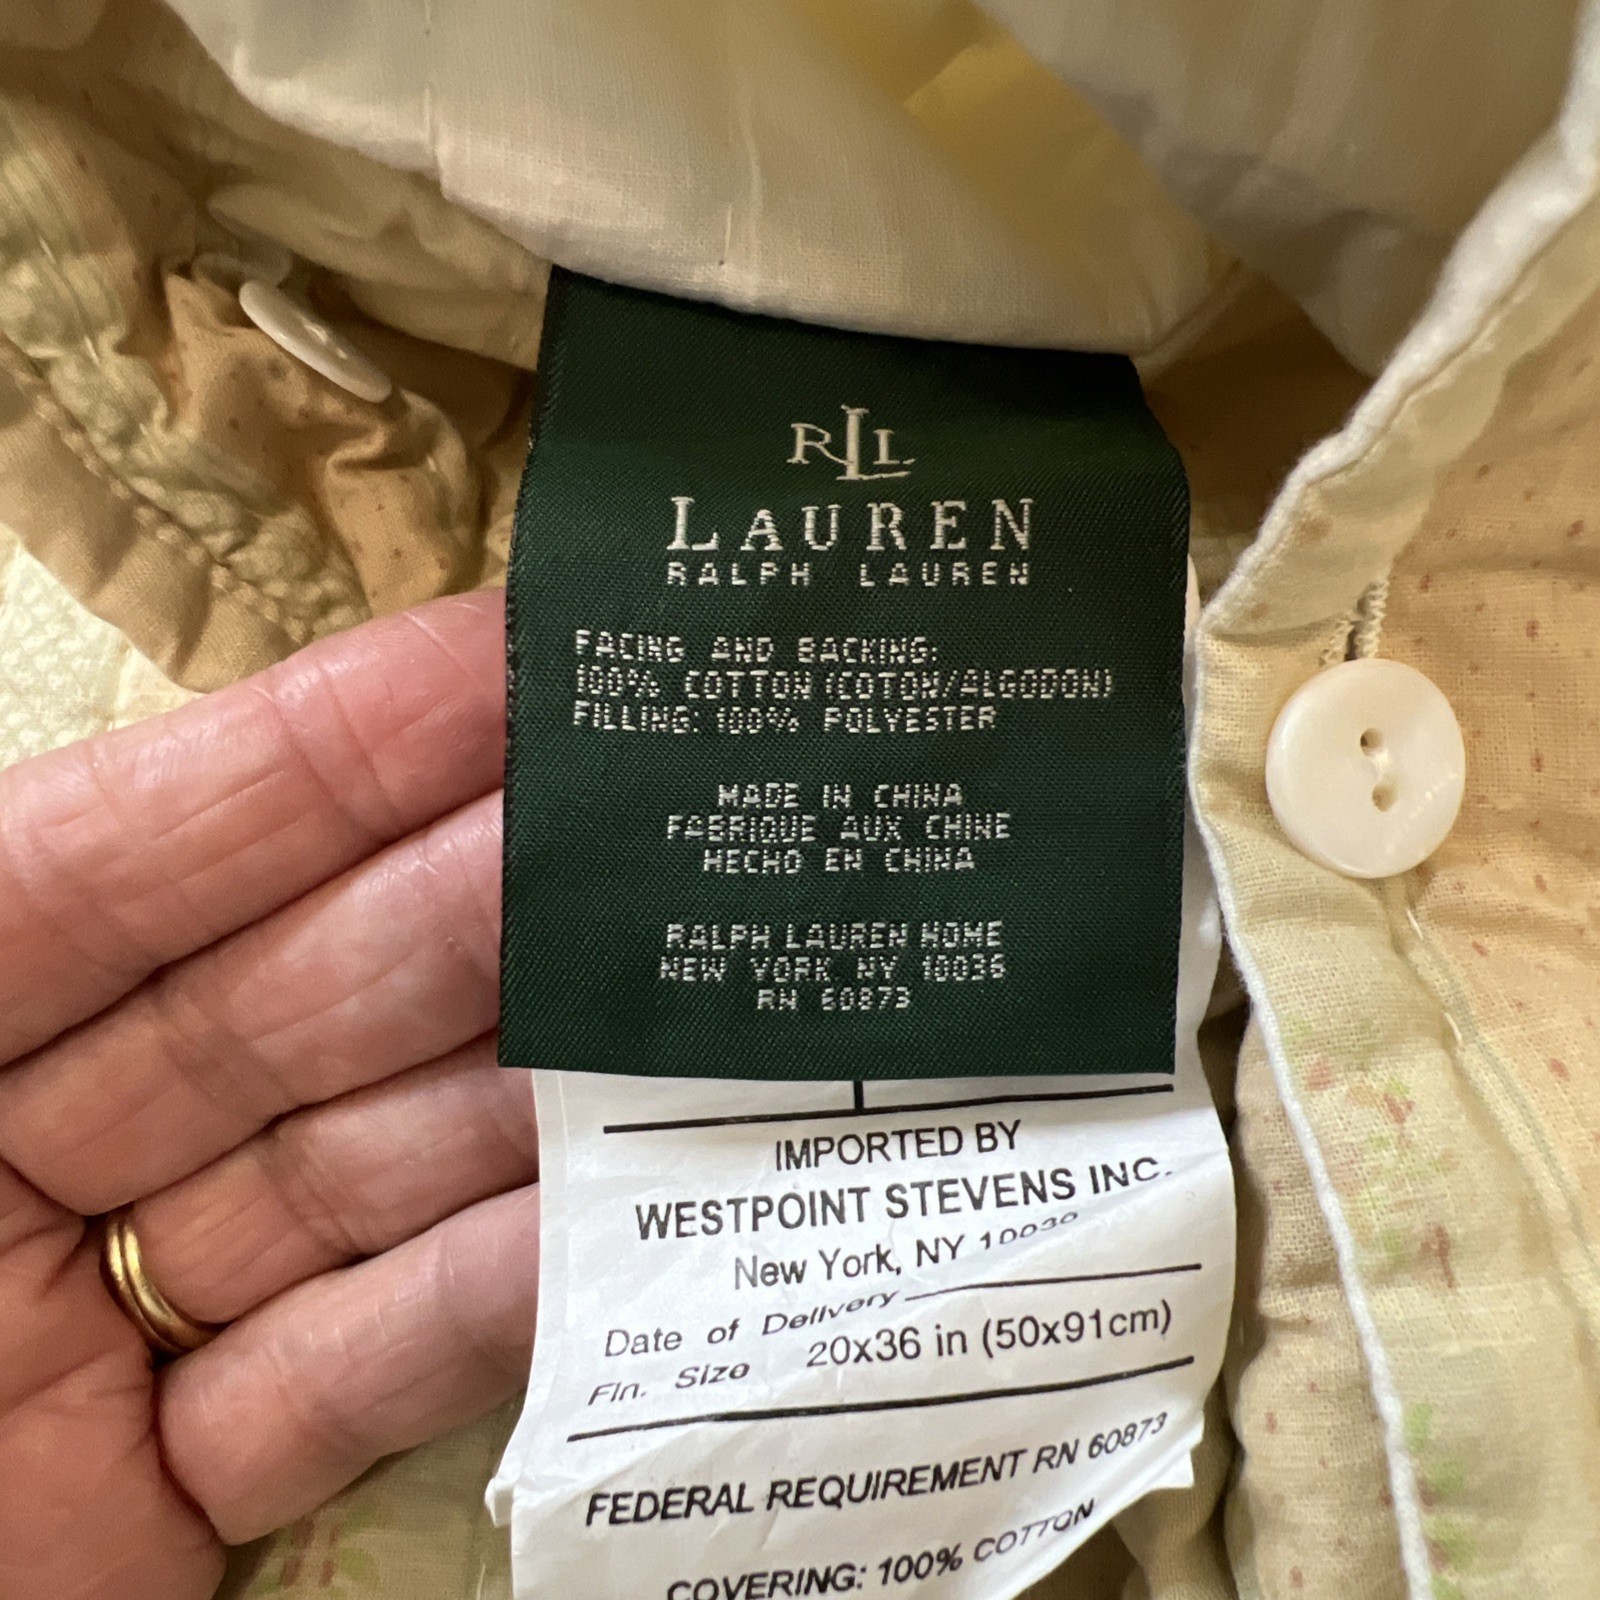 RLL
LAUREN
RALPH LAUREN
FACING AND BACKING:
100% COTTON (COTON/ALGODON)
FILLING: 100% POLYESTER
MADE IN CHINA
FABRIQUE AUX CHINE
HECHO EN CHINA
RALPH LAUREN HOME
NEW YORK NY 10036
RN 60873
IMPORTED BY
WESTPOINT STEVENS INC.
New York, NY
Date of Delivery
Fin. Size 20x36 in (50x91cm)
FEDERAL REQUIREMENT RN 60873
COVERING: 100% COTTON